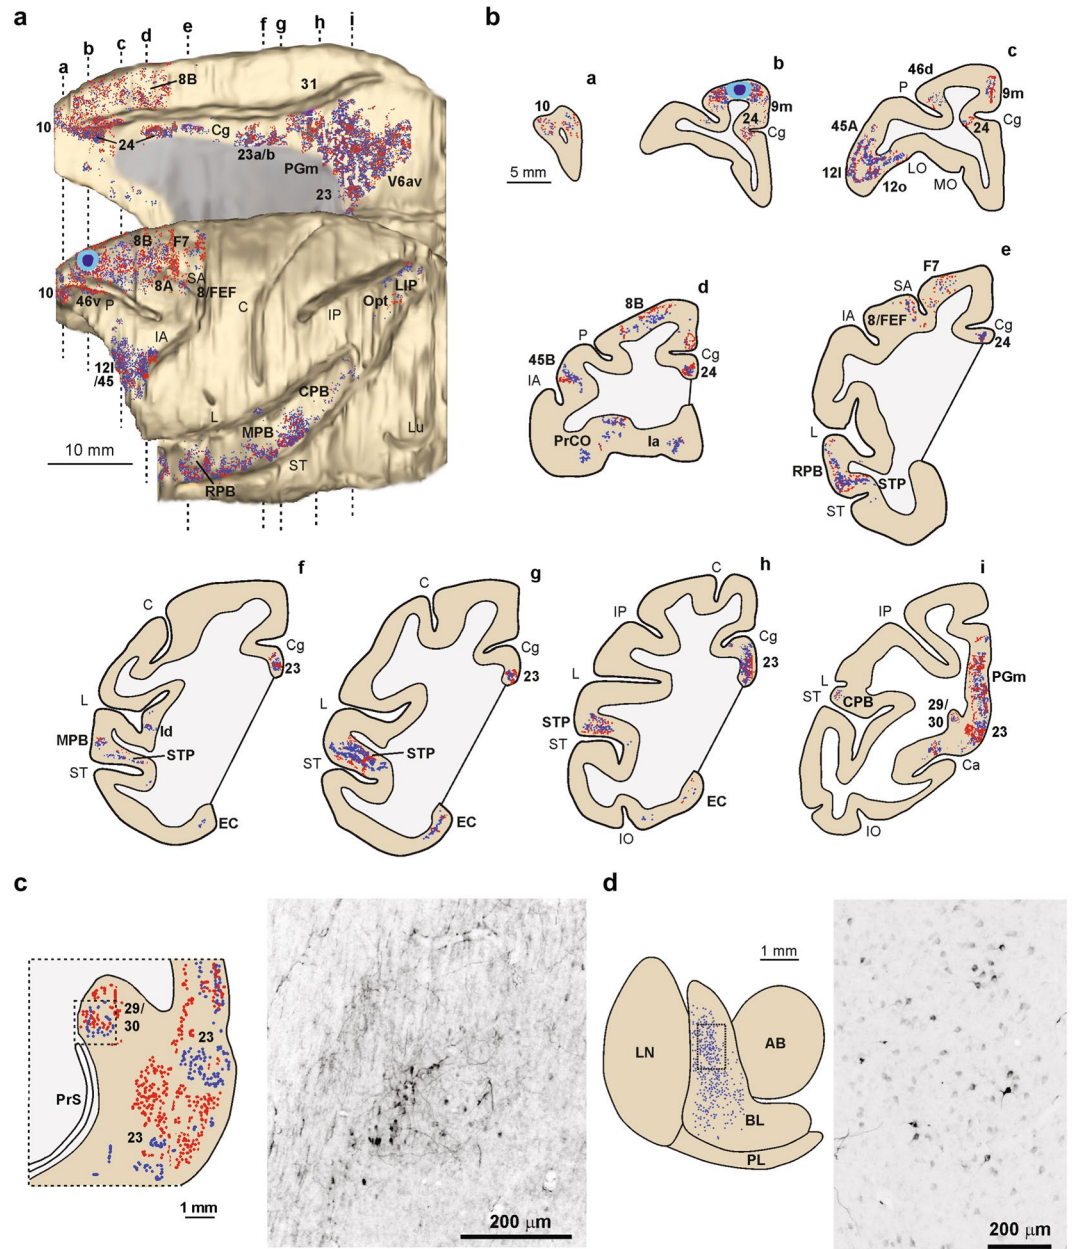 a
b
a b c d e f g h i
8B
31
10
24
Cg
23a/b
PGm
23
V6av
8B F7
8A
SA
8/FEF
10
46v
P
IA
C
IP
Opt
LIP
12l
/45
L
CPB
MPB
ST
RPB
Lu
10 mm
a
10
5 mm
b
9m
24
Cg
c
46d
P
9m
45A
24
Cg
12l
12o
LO
MO
d
8B
P
45B
IA
Cg
24
PrCO
Ia
e
F7
SA
IA
8/FEF
Cg
24
L
RPB
STP
ST
f
C
Cg
23
L
Id
MPB
STP
ST
EC
g
C
Cg
23
L
STP
ST
EC
h
C
IP
Cg
L
23
STP
ST
EC
IO
i
IP
L
ST
CPB
PGm
29/
30
23
Ca
IO
c
29/
30
23
PrS
23
1 mm
200 µm
d
1 mm
LN
AB
BL
PL
200 µm